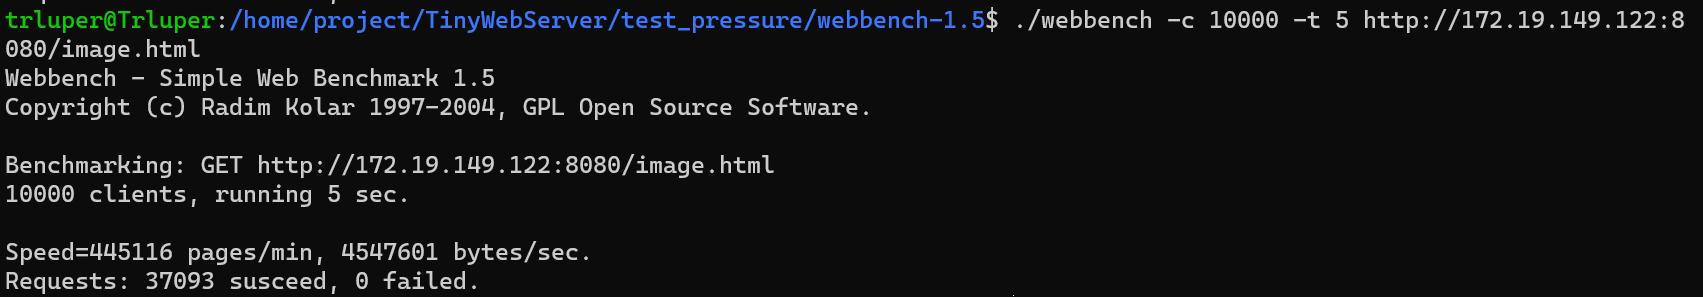 trluper@Trluper:/home/project/TinyWebServer/test_pressure/webbench-1.5$ ./webbench -c 10000 -t 5 http://172.19.149.122:8
080/image.html
Webbench - Simple Web Benchmark 1.5
Copyright (c) Radim Kolar 1997-2004, GPL Open Source Software.
Benchmarking: GET http://172.19.149.122:8080/image.html
10000 clients, running 5 sec.
Speed=445116 pages/min, 4547601 bytes/sec.
Requests: 37093 susceed, 0 failed.